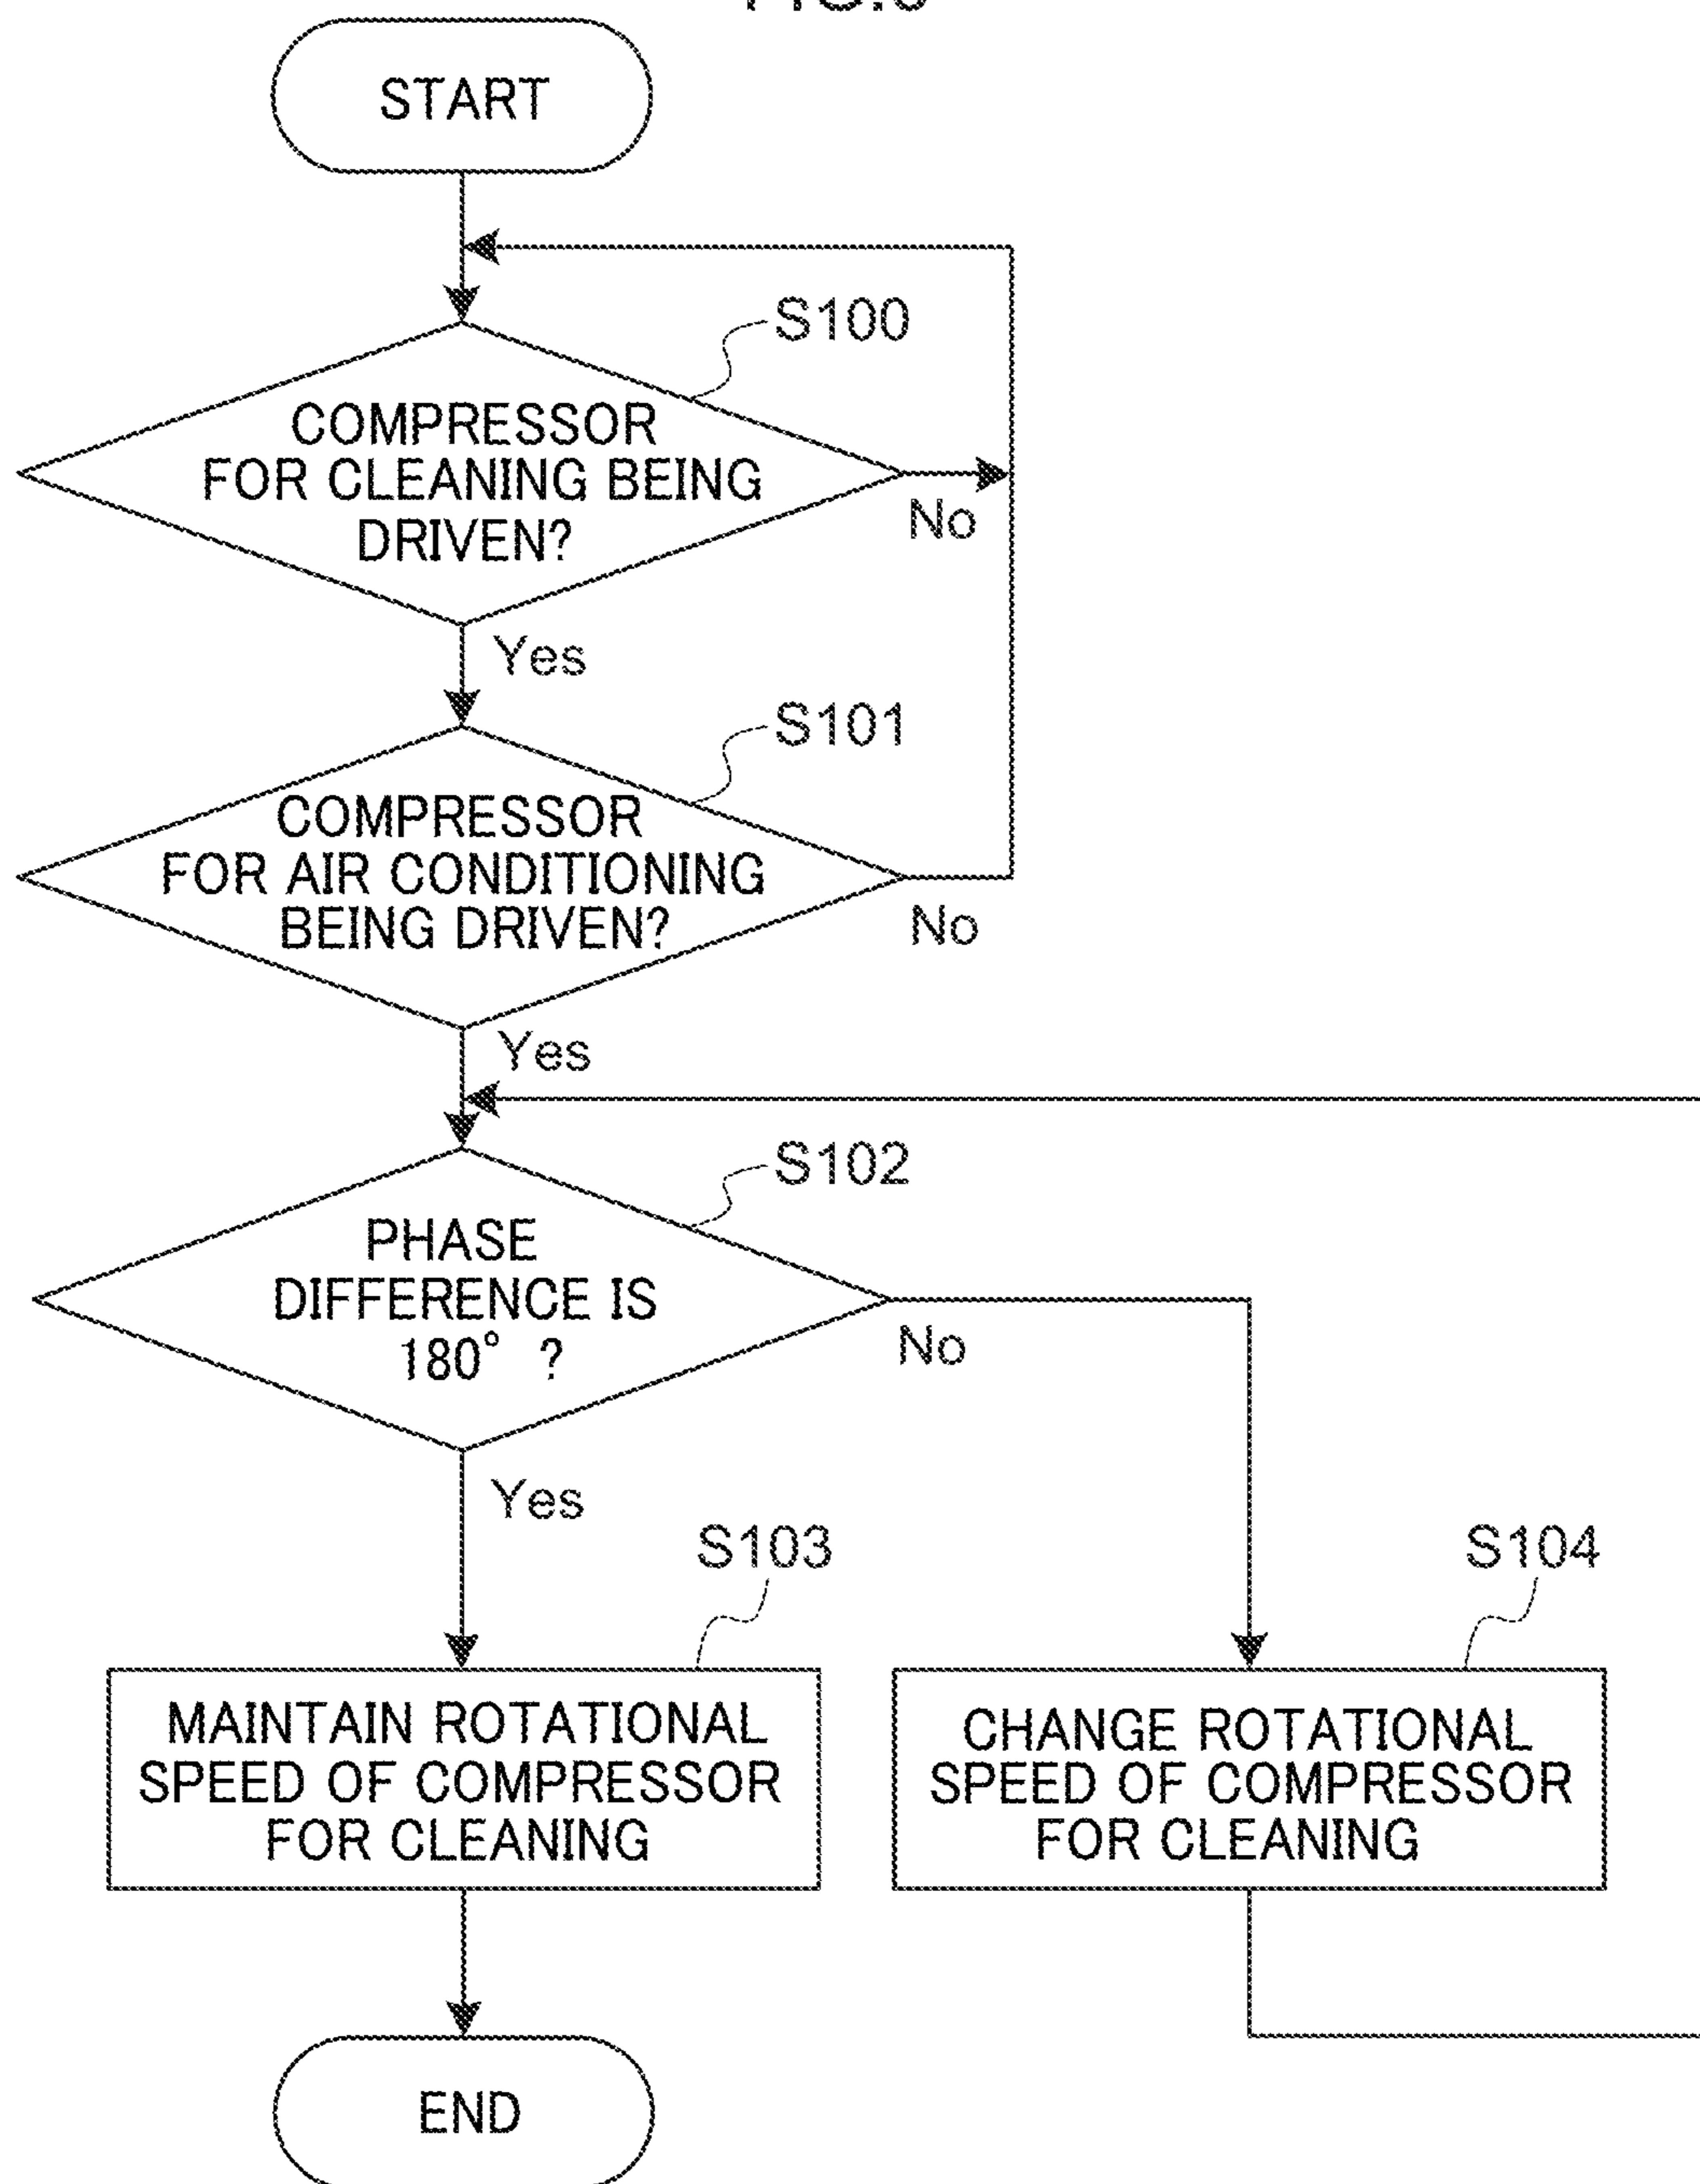 START
S100
COMPRESSOR
FOR CLEANING BEING
DRIVEN?
No
Yes
S101
COMPRESSOR
FOR AIR CONDITIONING
BEING DRIVEN?
No
Yes
S102
PHASE
DIFFERENCE IS
180° ?
No
Yes
S103
S104
MAINTAIN ROTATIONAL
SPEED OF COMPRESSOR
FOR CLEANING
CHANGE ROTATIONAL
SPEED OF COMPRESSOR
FOR CLEANING
END